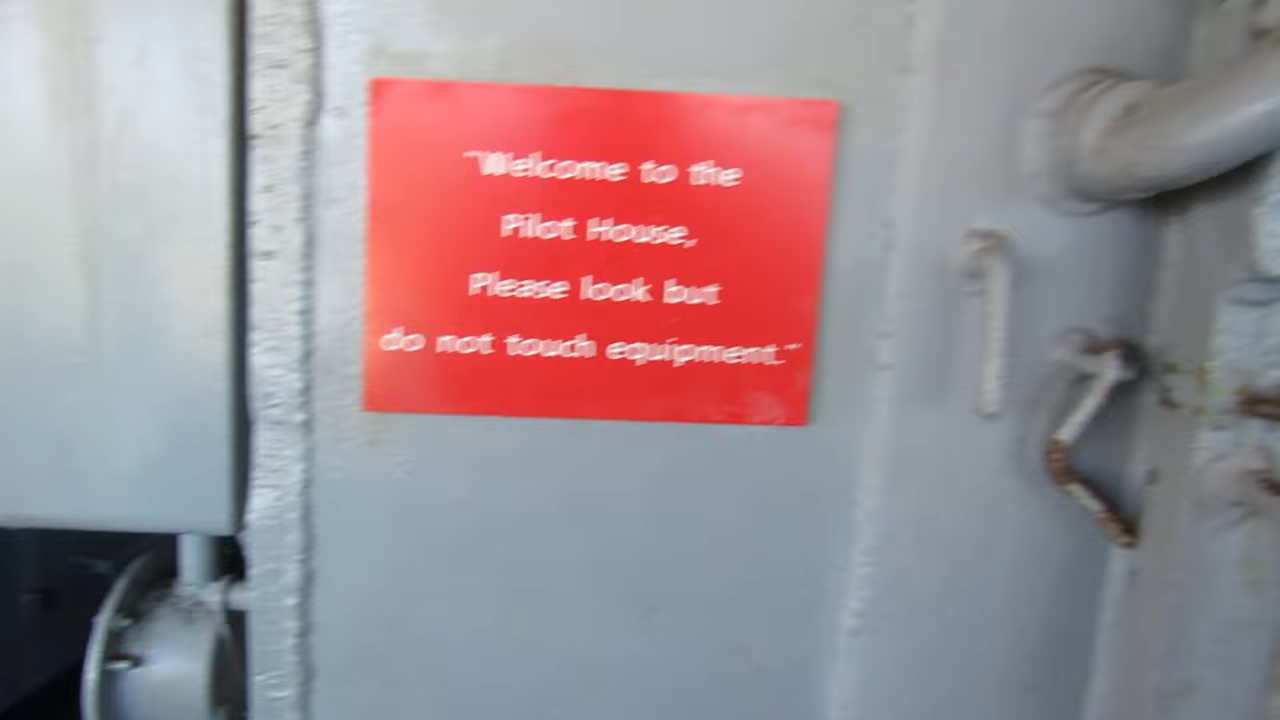 "Welcome to the
Pilot House,
Please look but
do not touch equipment."